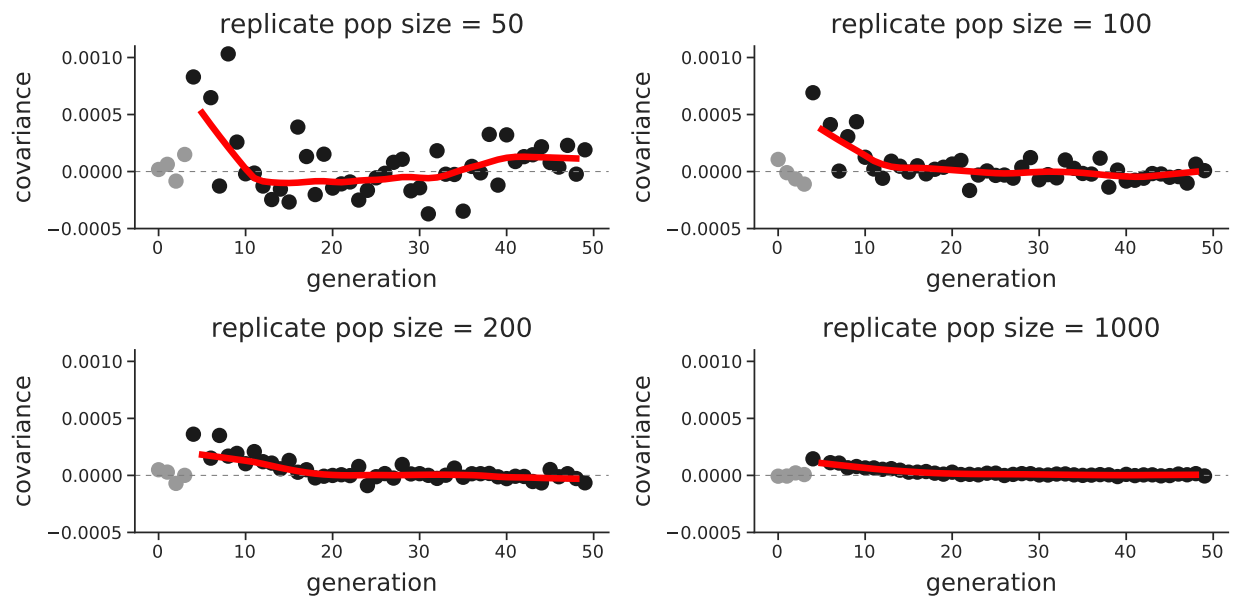 replicate pop size = 50
0.0010
0.0005
0.0000
−0.0005
covariance
0 10 20 30 40 50
generation
replicate pop size = 100
0.0010
0.0005
0.0000
−0.0005
covariance
0 10 20 30 40 50
generation
replicate pop size = 200
0.0010
0.0005
0.0000
−0.0005
covariance
0 10 20 30 40 50
generation
replicate pop size = 1000
0.0010
0.0005
0.0000
−0.0005
covariance
0 10 20 30 40 50
generation